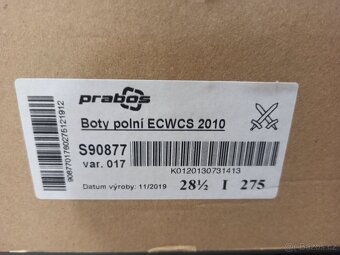 prabos
Boty polní ECWCS 2010
S90877
var. 017
K0120130731413
Datum výroby: 11/2019
28½ I 275